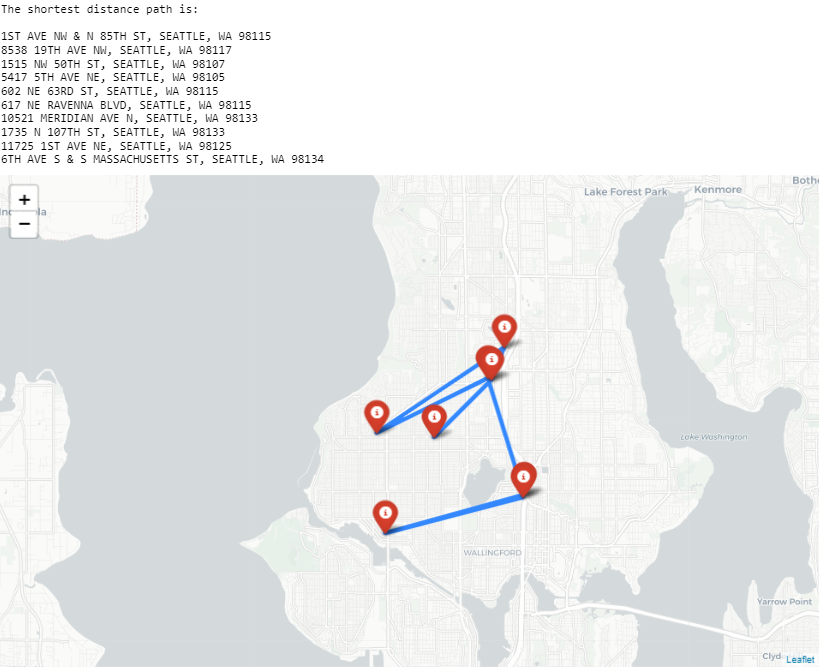 The shortest distance path is:
1ST AVE NW & N 85TH ST, SEATTLE, WA 98115
8538 19TH AVE NW, SEATTLE, WA 98117
1515 NW 50TH ST, SEATTLE, WA 98107
5417 5TH AVE NE, SEATTLE, WA 98105
602 NE 63RD ST, SEATTLE, WA 98115
617 NE RAVENNA BLVD, SEATTLE, WA 98115
10521 MERIDIAN AVE N, SEATTLE, WA 98133
1735 N 107TH ST, SEATTLE, WA 98133
11725 1ST AVE NE, SEATTLE, WA 98125
6TH AVE S & S MASSACHUSETTS ST, SEATTLE, WA 98134
+
−
Lake Forest Park
Kenmore
Bothe
Lake Washington
WALLINGFORD
Yarrow Point
Clyd
Leaflet